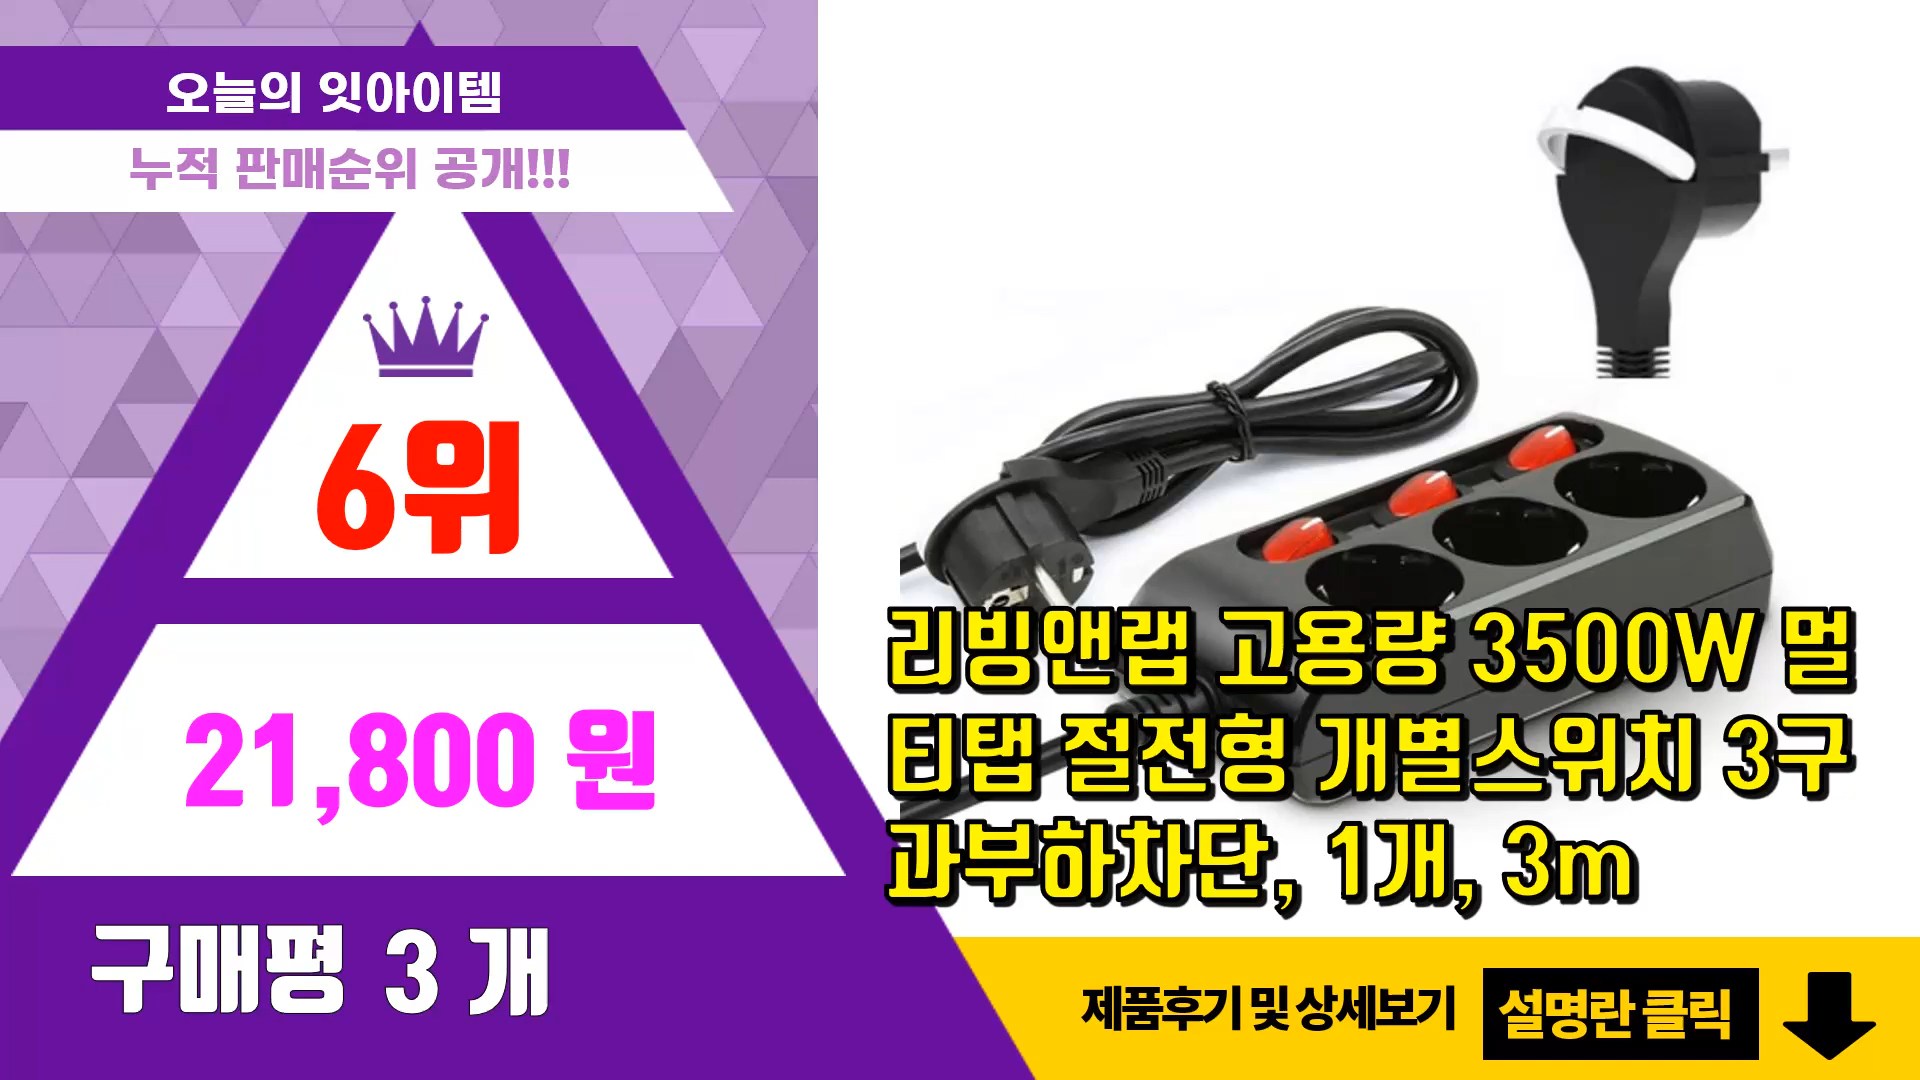 오늘의 잇아이템
누적 판매순위 공개!!!
6위
21,800 원
구매평 3 개
리빙앤랩 고용량 3500W 멀
티탭 절전형 개별스위치 3구
과부하차단, 1개, 3m
제품후기 및 상세보기
설명란 클릭